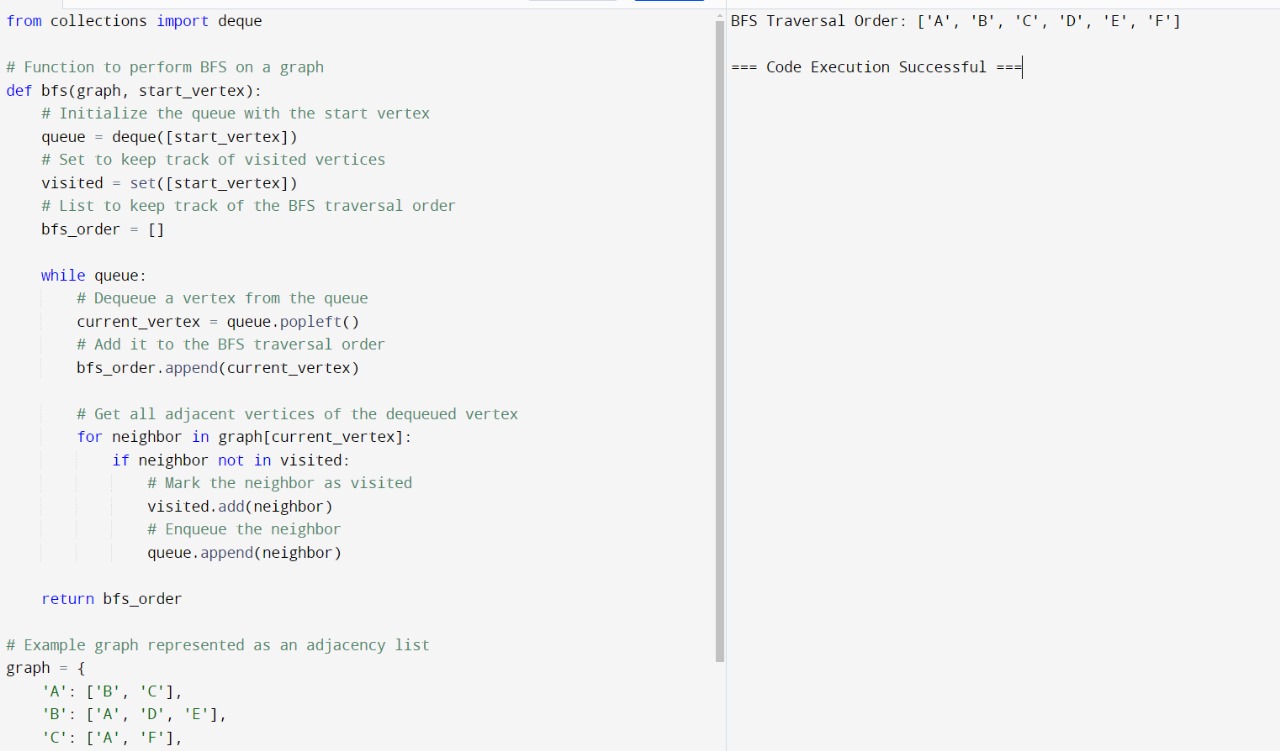 from collections import deque

# Function to perform BFS on a graph
def bfs(graph, start_vertex):
    # Initialize the queue with the start vertex
    queue = deque([start_vertex])
    # Set to keep track of visited vertices
    visited = set([start_vertex])
    # List to keep track of the BFS traversal order
    bfs_order = []

    while queue:
        # Dequeue a vertex from the queue
        current_vertex = queue.popleft()
        # Add it to the BFS traversal order
        bfs_order.append(current_vertex)

        # Get all adjacent vertices of the dequeued vertex
        for neighbor in graph[current_vertex]:
            if neighbor not in visited:
                # Mark the neighbor as visited
                visited.add(neighbor)
                # Enqueue the neighbor
                queue.append(neighbor)

    return bfs_order

# Example graph represented as an adjacency list
graph = {
    'A': ['B', 'C'],
    'B': ['A', 'D', 'E'],
    'C': ['A', 'F'],
BFS Traversal Order: ['A', 'B', 'C', 'D', 'E', 'F']

=== Code Execution Successful ===